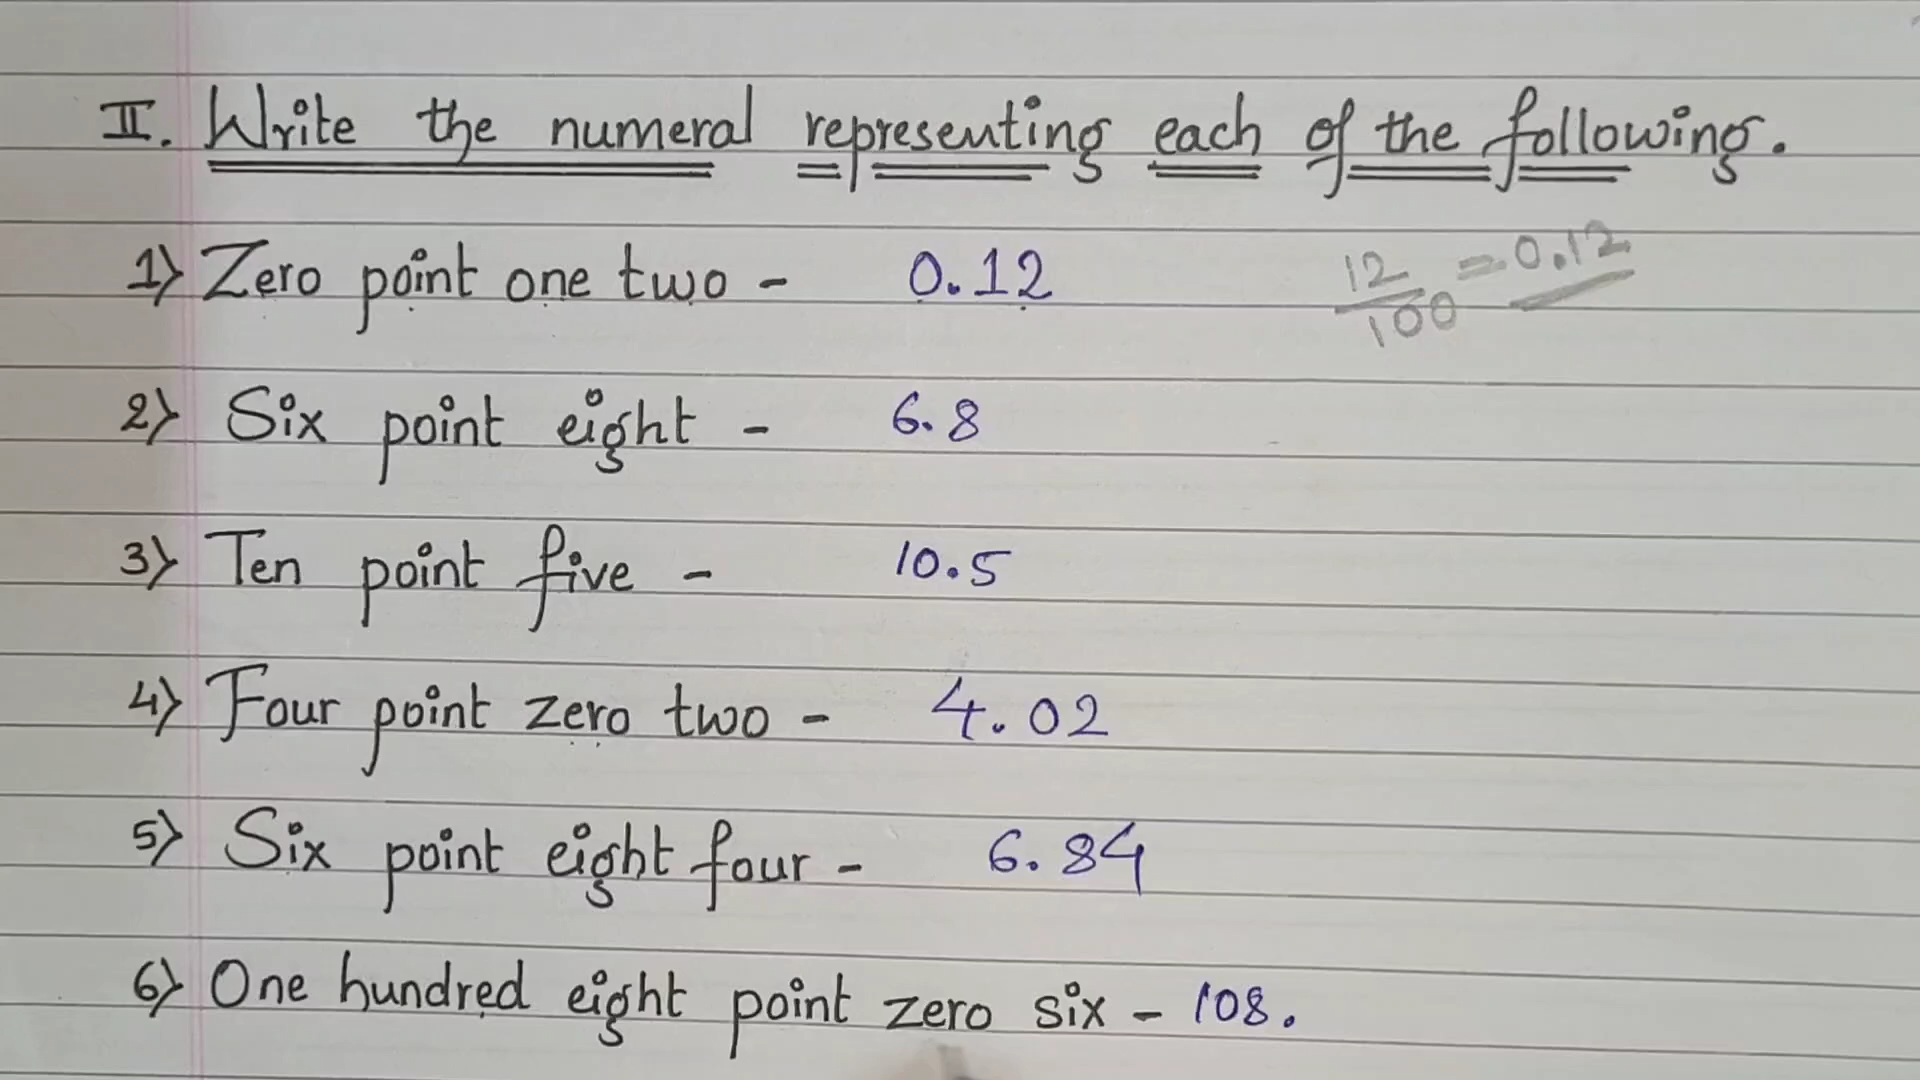 II. Write the numeral representing each of the following.
1) Zero point one two - 0.12
12/100 = 0.12
2) Six point eight - 6.8
3) Ten point five - 10.5
4) Four point zero two - 4.02
5) Six point eight four - 6.84
6) One hundred eight point zero six - 108.